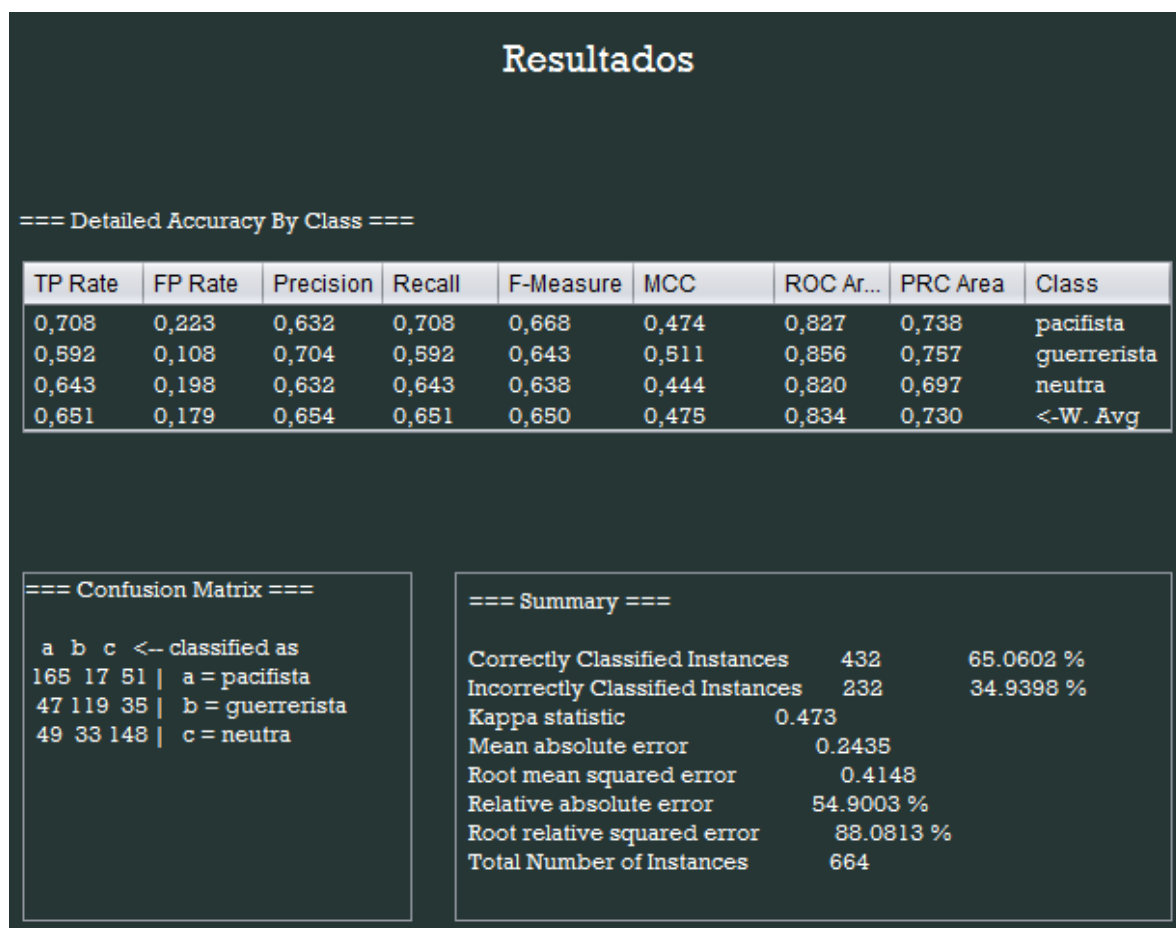 Resultados
=== Detailed Accuracy By Class ===
TP Rate FP Rate Precision Recall F-Measure MCC ROC Ar... PRC Area Class
0,708 0,223 0,632 0,708 0,668 0,474 0,827 0,738 pacifista
0,592 0,108 0,704 0,592 0,643 0,511 0,856 0,757 guerrerista
0,643 0,198 0,632 0,643 0,638 0,444 0,820 0,697 neutra
0,651 0,179 0,654 0,651 0,650 0,475 0,834 0,730 <-W. Avg
=== Confusion Matrix ===
a b c <-- classified as
165 17 51 | a = pacifista
47 119 35 | b = guerrerista
49 33 148 | c = neutra
=== Summary ===
Correctly Classified Instances 432 65.0602 %
Incorrectly Classified Instances 232 34.9398 %
Kappa statistic 0.473
Mean absolute error 0.2435
Root mean squared error 0.4148
Relative absolute error 54.9003 %
Root relative squared error 88.0813 %
Total Number of Instances 664